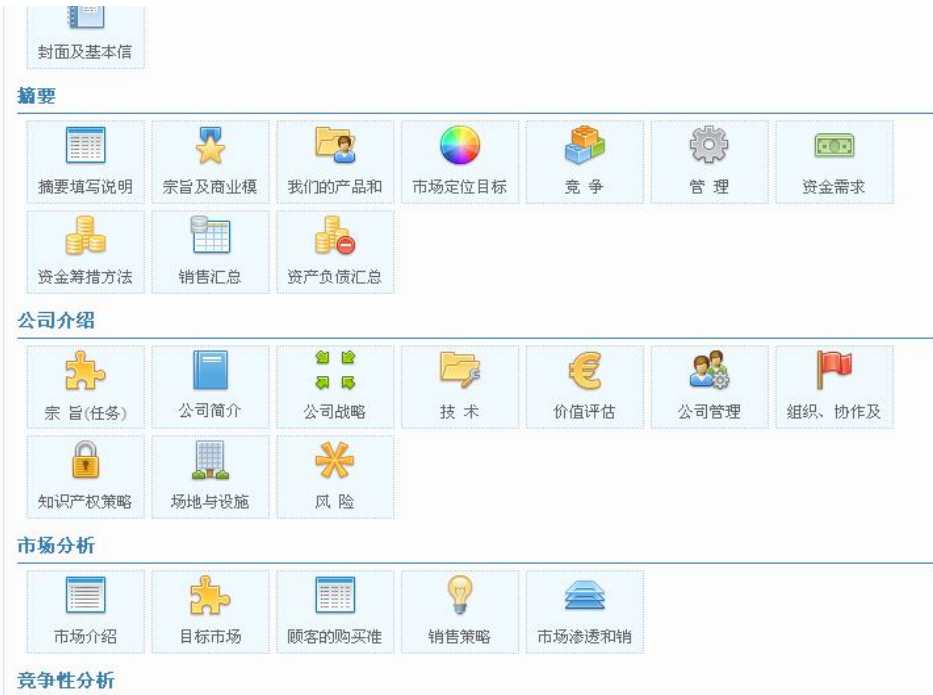 封面及基本信
摘要
摘要填写说明 宗旨及商业模 我们的产品和 市场定位目标 竞 争 管 理 资金需求
资金筹措方法 销售汇总 资产负债汇总
公司介绍
宗 旨(任务) 公司简介 公司战略 技 术 价值评估 公司管理 组织、协作及
知识产权策略 场地与设施 风 险
市场分析
市场介绍 目标市场 顾客的购买准 销售策略 市场渗透和销
竞争性分析